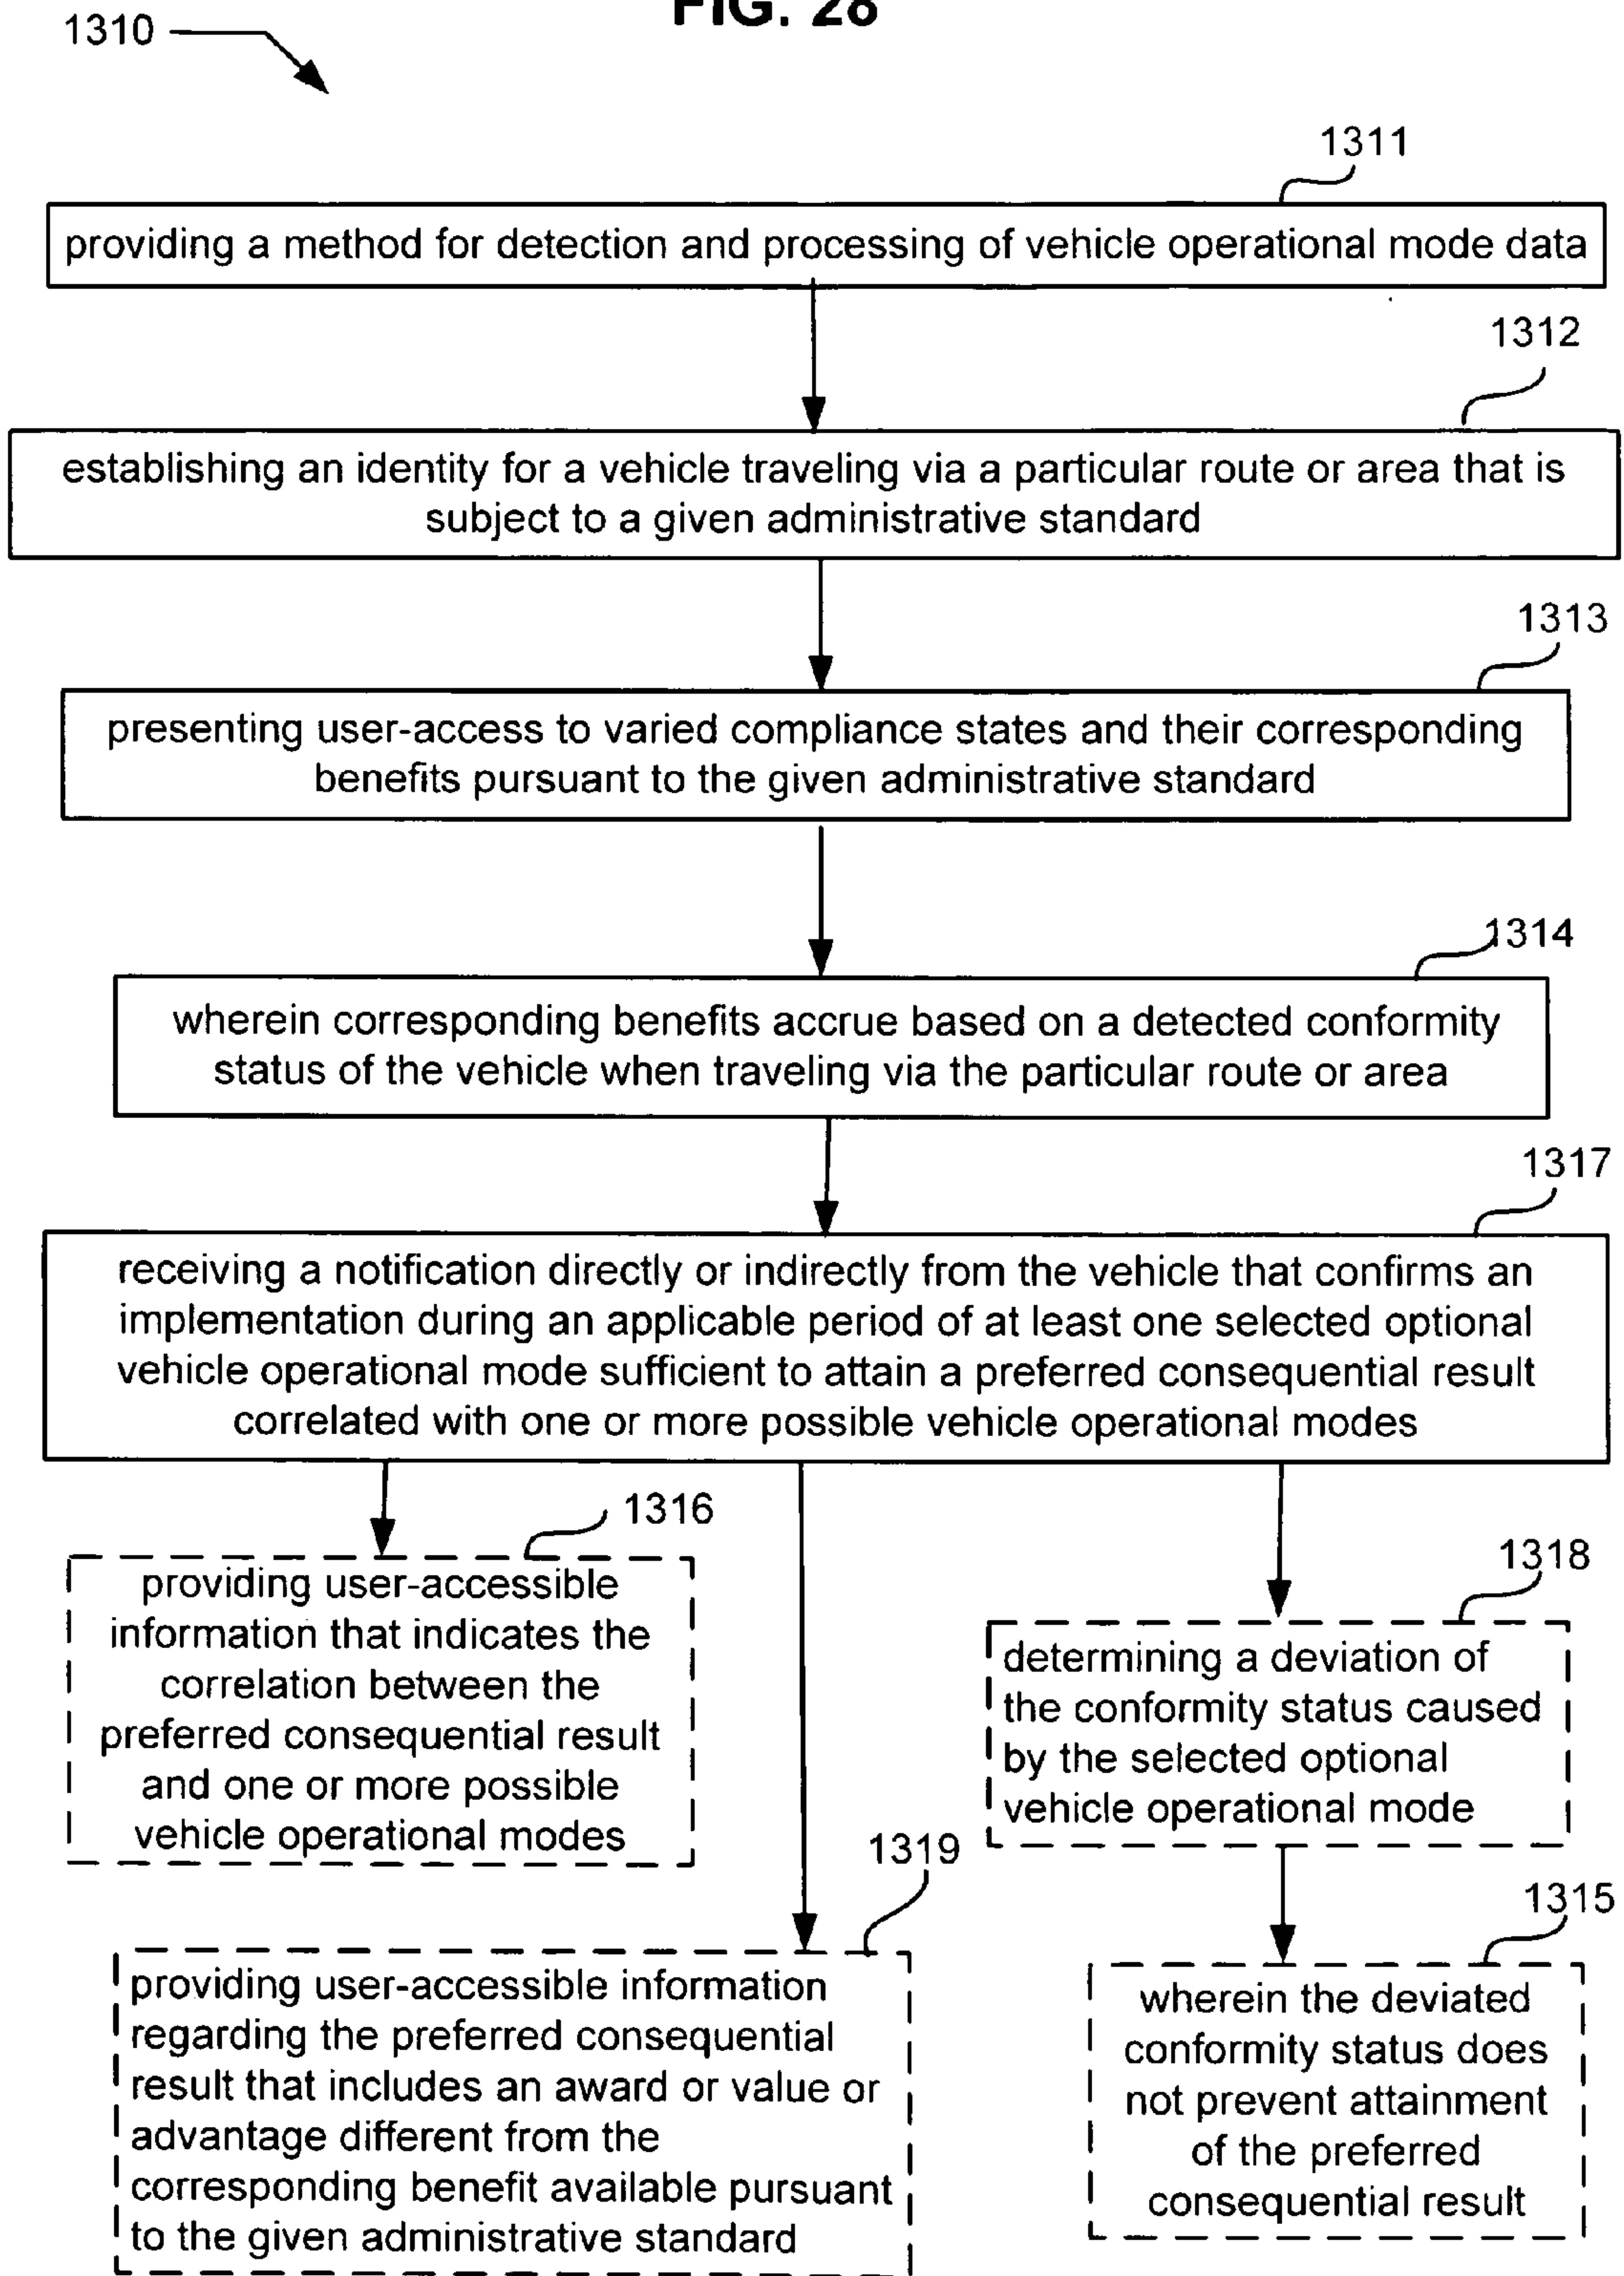 FIG. 28
1310
1311
providing a method for detection and processing of vehicle operational mode data
1312
establishing an identity for a vehicle traveling via a particular route or area that is
subject to a given administrative standard
1313
presenting user-access to varied compliance states and their corresponding
benefits pursuant to the given administrative standard
1314
wherein corresponding benefits accrue based on a detected conformity
status of the vehicle when traveling via the particular route or area
1317
receiving a notification directly or indirectly from the vehicle that confirms an
implementation during an applicable period of at least one selected optional
vehicle operational mode sufficient to attain a preferred consequential result
correlated with one or more possible vehicle operational modes
1316
providing user-accessible
information that indicates the
correlation between the
preferred consequential result
and one or more possible
vehicle operational modes
1318
determining a deviation of
the conformity status caused
by the selected optional
vehicle operational mode
1319
providing user-accessible information
regarding the preferred consequential
result that includes an award or value or
advantage different from the
corresponding benefit available pursuant
to the given administrative standard
1315
wherein the deviated
conformity status does
not prevent attainment
of the preferred
consequential result